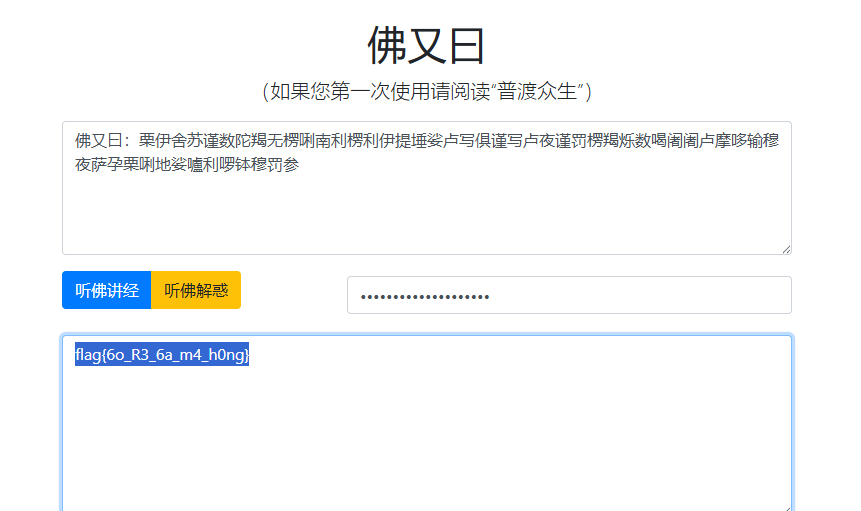 佛又曰
（如果您第一次使用请阅读“普渡众生”）
佛又曰：栗伊舍苏谨数陀羯无楞唎南利楞利伊提埵娑卢写俱谨写卢夜谨罚楞羯烁数喝阇阇卢摩哆输穆
夜萨孕栗唎地娑嚧利啰钵穆罚参
听佛讲经 听佛解惑 ••••••••••••••••••••
flag{6o_R3_6a_m4_h0ng}